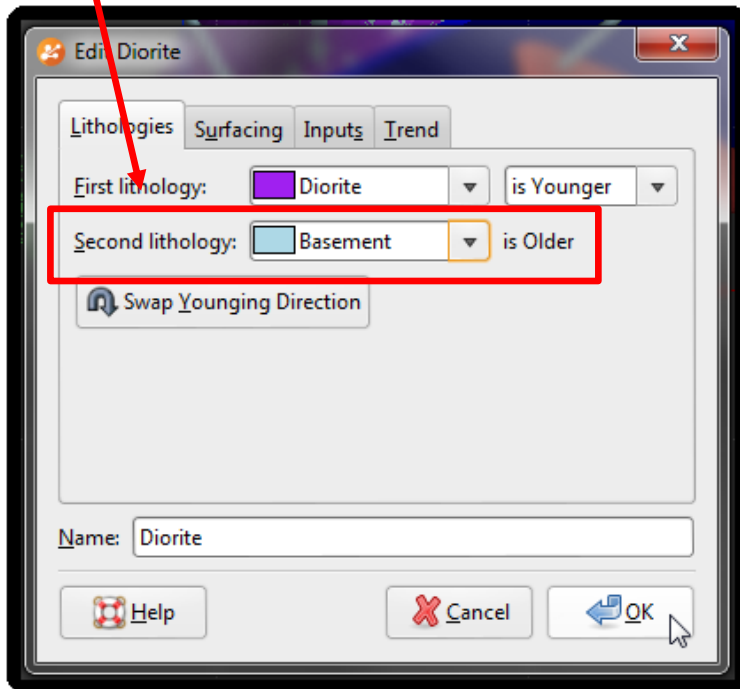 Edit Diorite
Lithologies Surfacing Inputs Trend
First lithology: Diorite is Younger
Second lithology: Basement is Older
Swap Younging Direction
Name: Diorite
Help Cancel OK